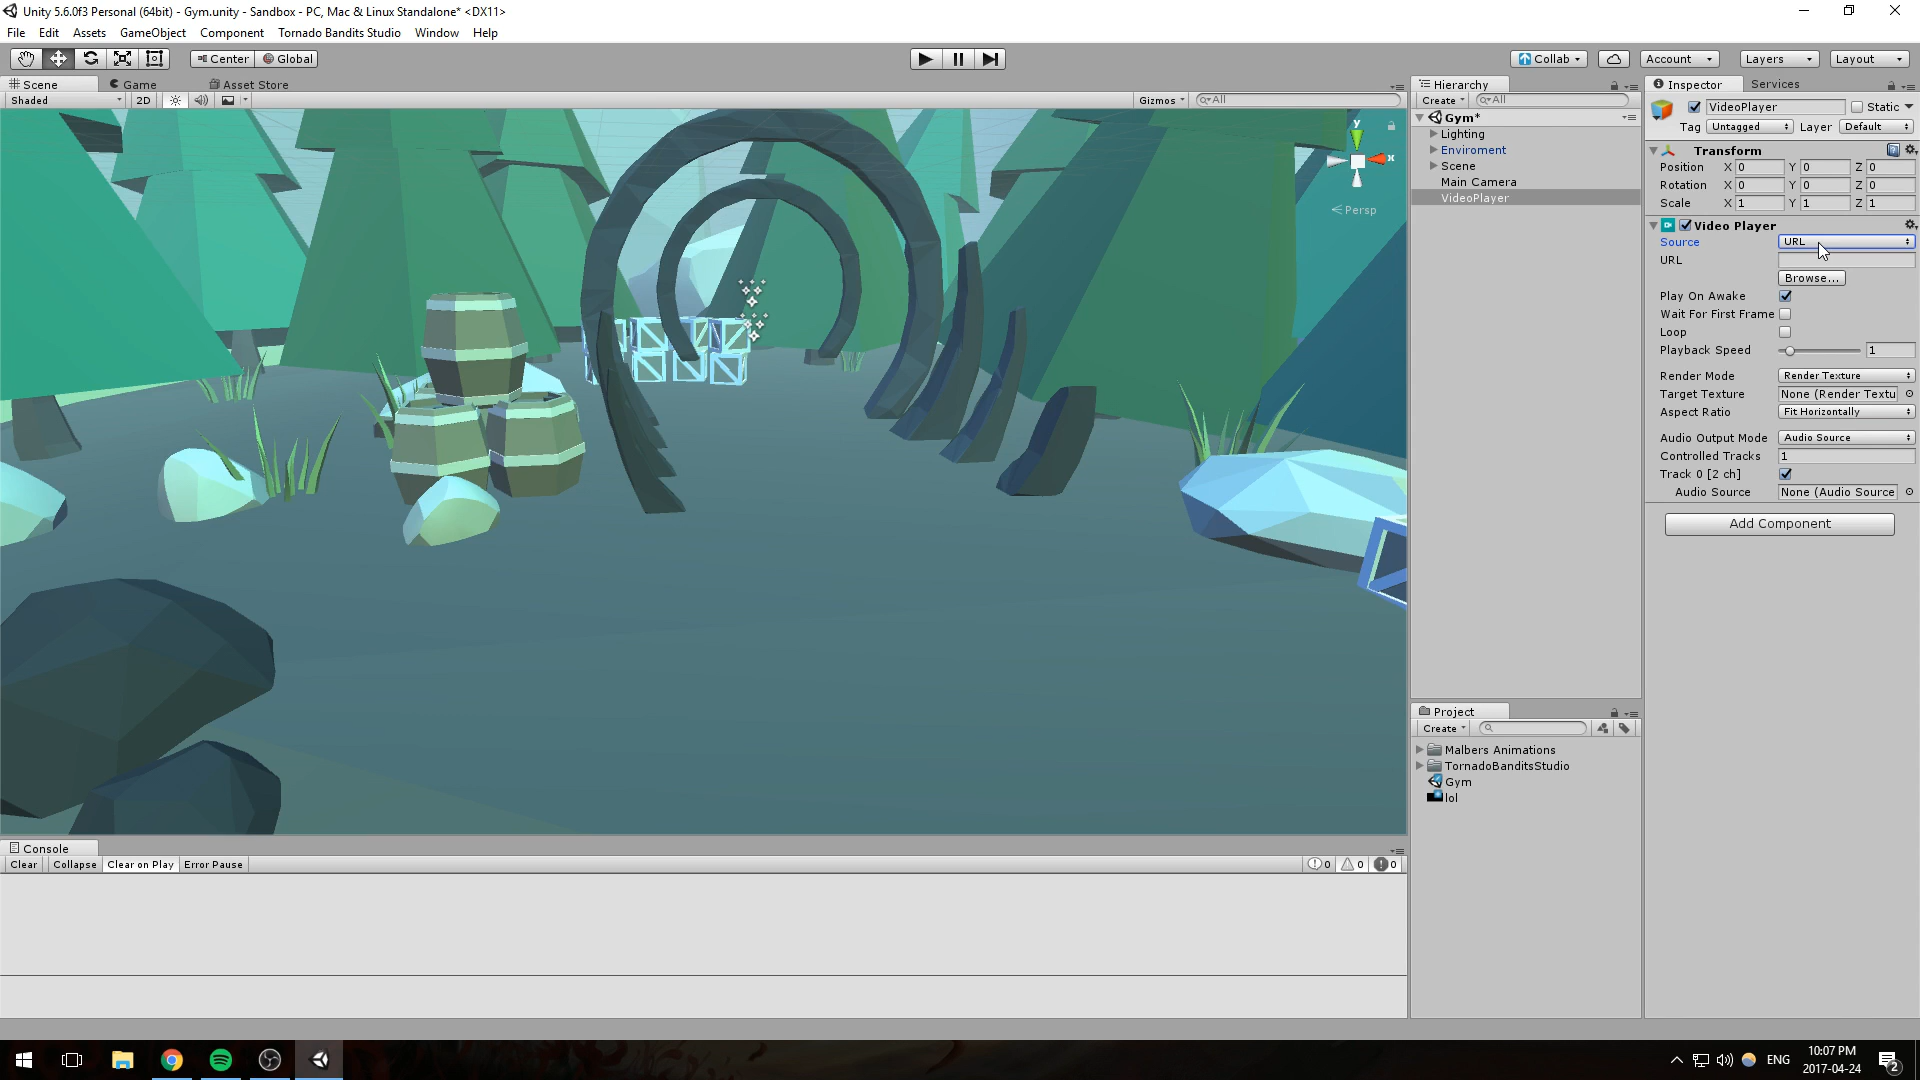 Unity 5.6.0f3 Personal (64bit) - Gym.unity - Sandbox - PC, Mac & Linux Standalone* <DX11>
File Edit Assets GameObject Component Tornado Bandits Studio Window Help
Center Global Collab Account Layers Layout
Scene Game Asset Store
Shaded 2D Gizmos All
y
x
Persp
Hierarchy
Create All
Gym*
Lighting
Enviroment
Scene
Main Camera
VideoPlayer
Inspector Services
VideoPlayer Static
Tag Untagged Layer Default
Transform
Position X 0 Y 0 Z 0
Rotation X 0 Y 0 Z 0
Scale X 1 Y 1 Z 1
Video Player
Source URL
URL
Browse...
Play On Awake
Wait For First Frame
Loop
Playback Speed 1
Render Mode Render Texture
Target Texture None (Render Textu
Aspect Ratio Fit Horizontally
Audio Output Mode Audio Source
Controlled Tracks 1
Track 0 [2 ch]
Audio Source None (Audio Source
Add Component
Project
Create
Malbers Animations
TornadoBanditsStudio
Gym
lol
Console
Clear Collapse Clear on Play Error Pause 0 0 0
ENG 10:07 PM
2017-04-24
2